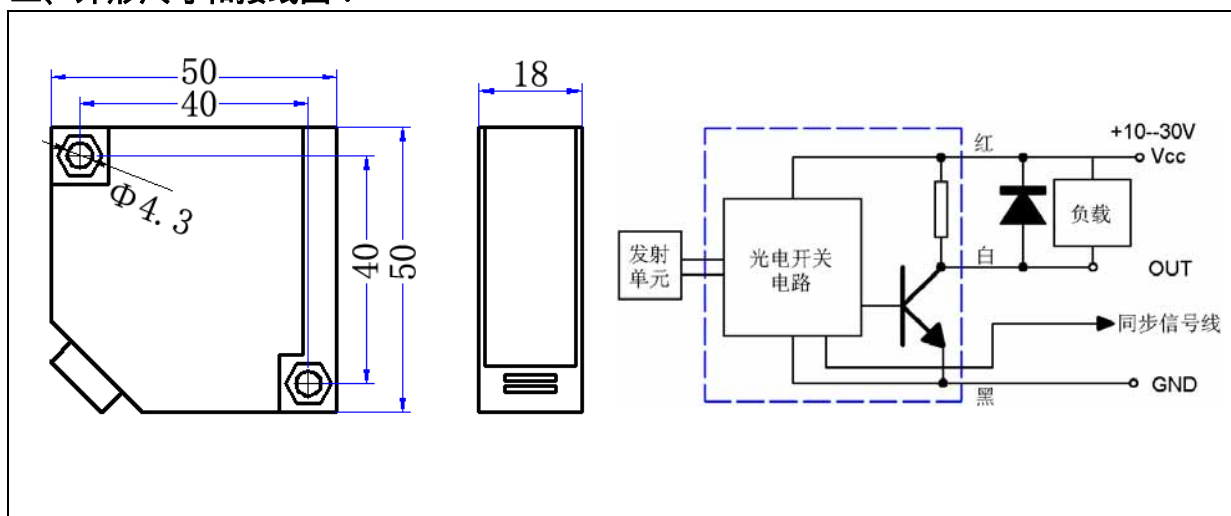 50
40
Φ4.3
40
50
18
+10--30V
红
Vcc
负载
发射
单元
光电开关
电路
白
OUT
同步信号线
GND
黑